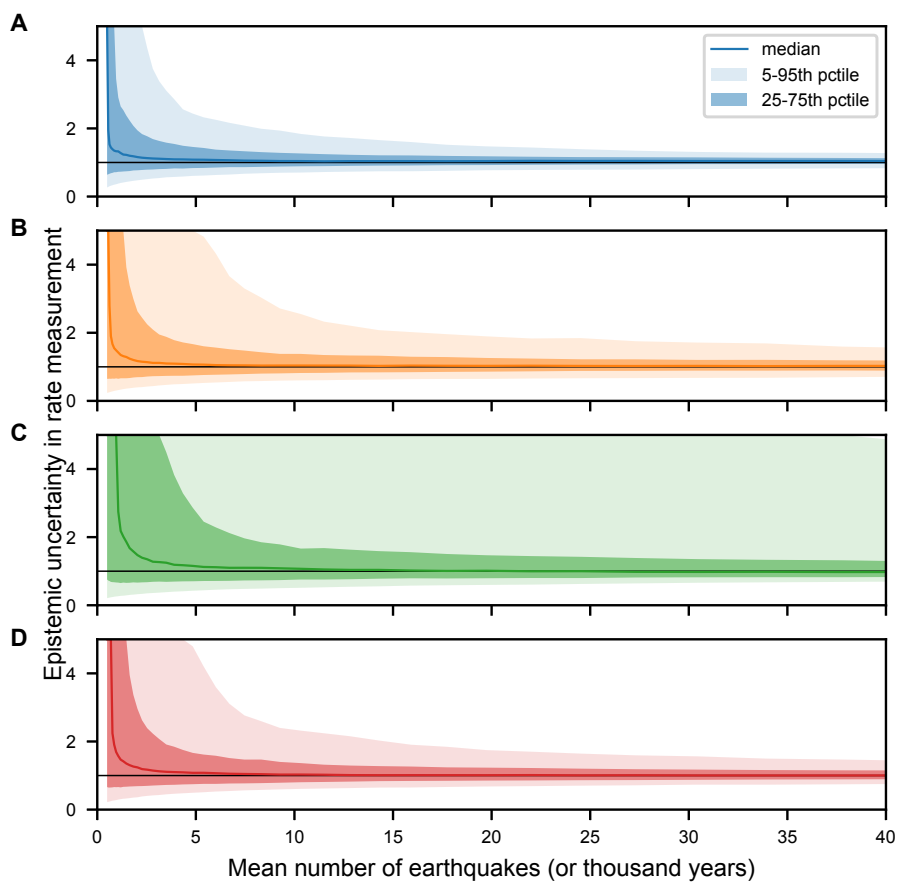 A
median
5-95th pctile
25-75th pctile
4
2
0
B
4
2
0
C
4
2
0
D
4
2
0
0 5 10 15 20 25 30 35 40
Epistemic uncertainty in rate measurement
Mean number of earthquakes (or thousand years)